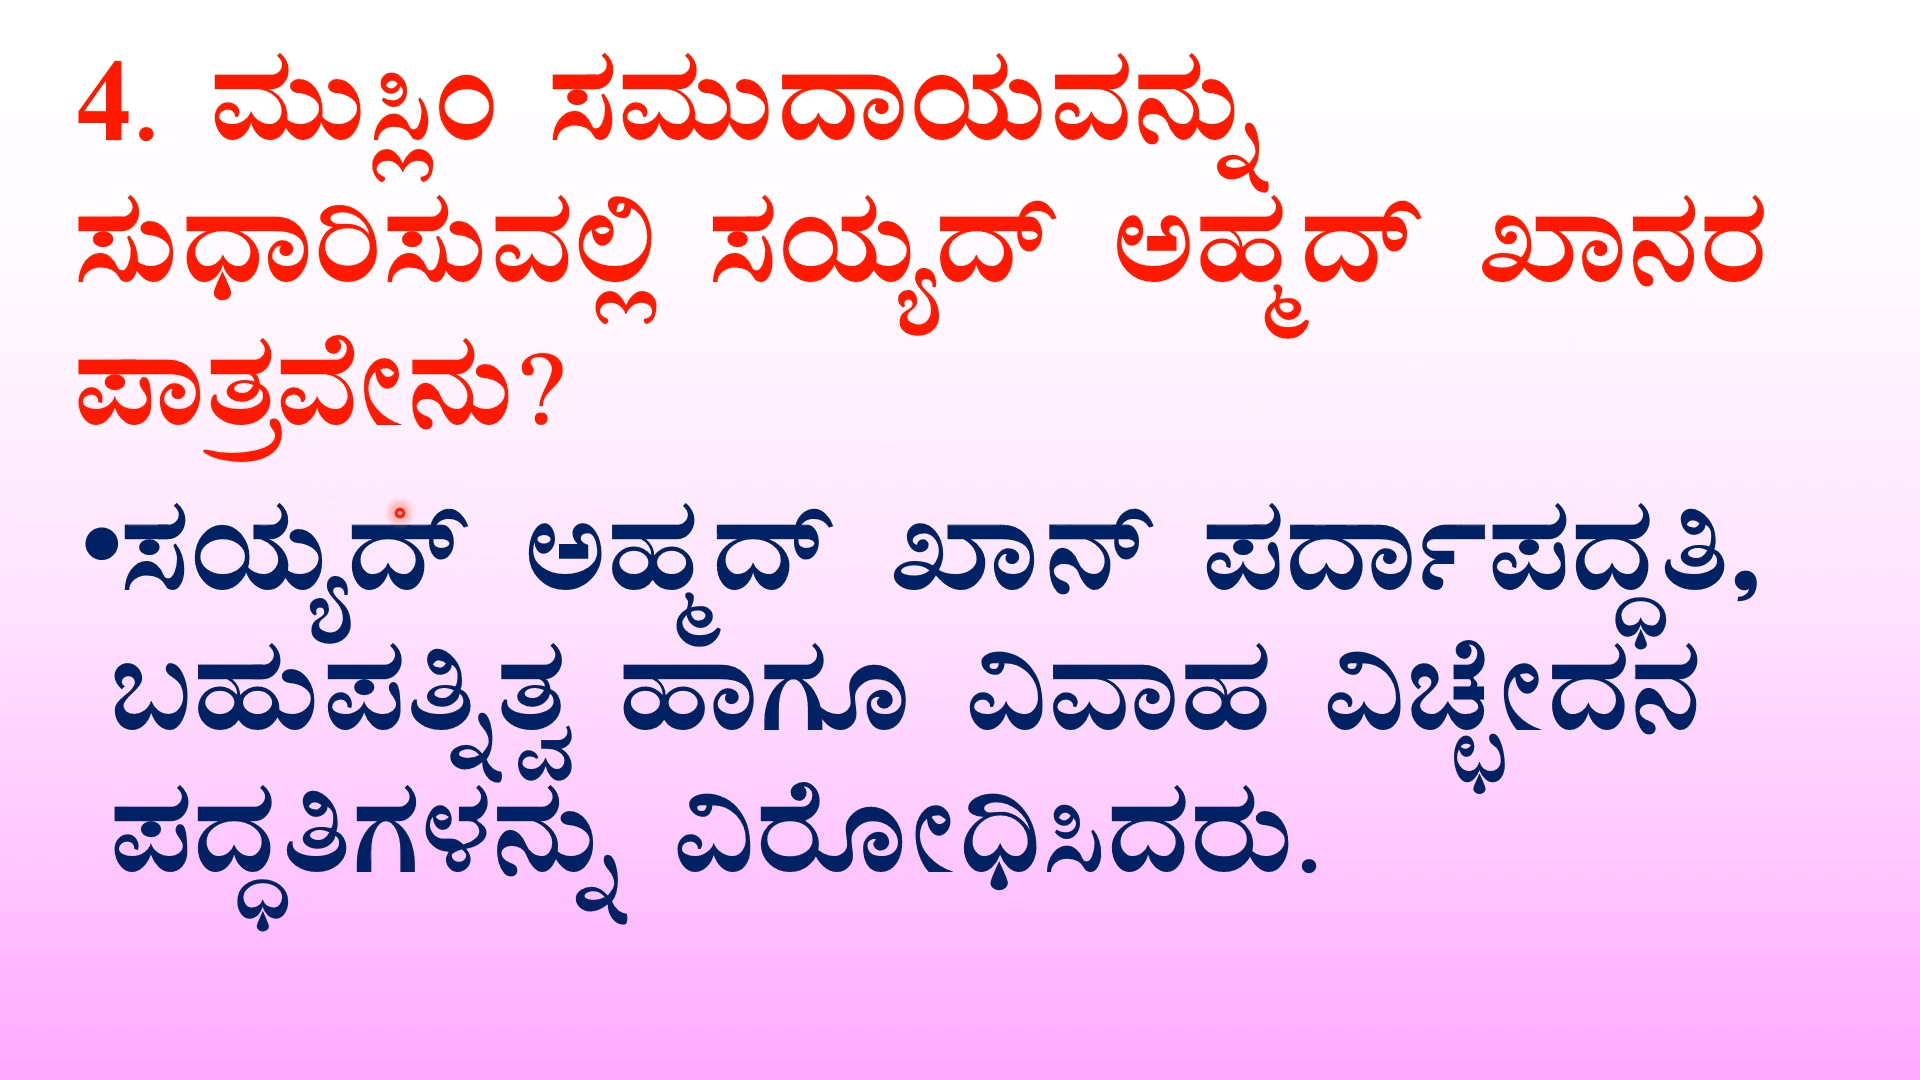 4. ಮುಸ್ಲಿಂ ಸಮುದಾಯವನ್ನು
ಸುಧಾರಿಸುವಲ್ಲಿ ಸಯ್ಯದ್ ಅಹ್ಮದ್ ಖಾನರ
ಪಾತ್ರವೇನು?
•ಸಯ್ಯದ್ ಅಹ್ಮದ್ ಖಾನ್ ಪರ್ದಾಪದ್ಧತಿ,
ಬಹುಪತ್ನಿತ್ವ ಹಾಗೂ ವಿವಾಹ ವಿಚ್ಛೇದನ
ಪದ್ಧತಿಗಳನ್ನು ವಿರೋಧಿಸಿದರು.